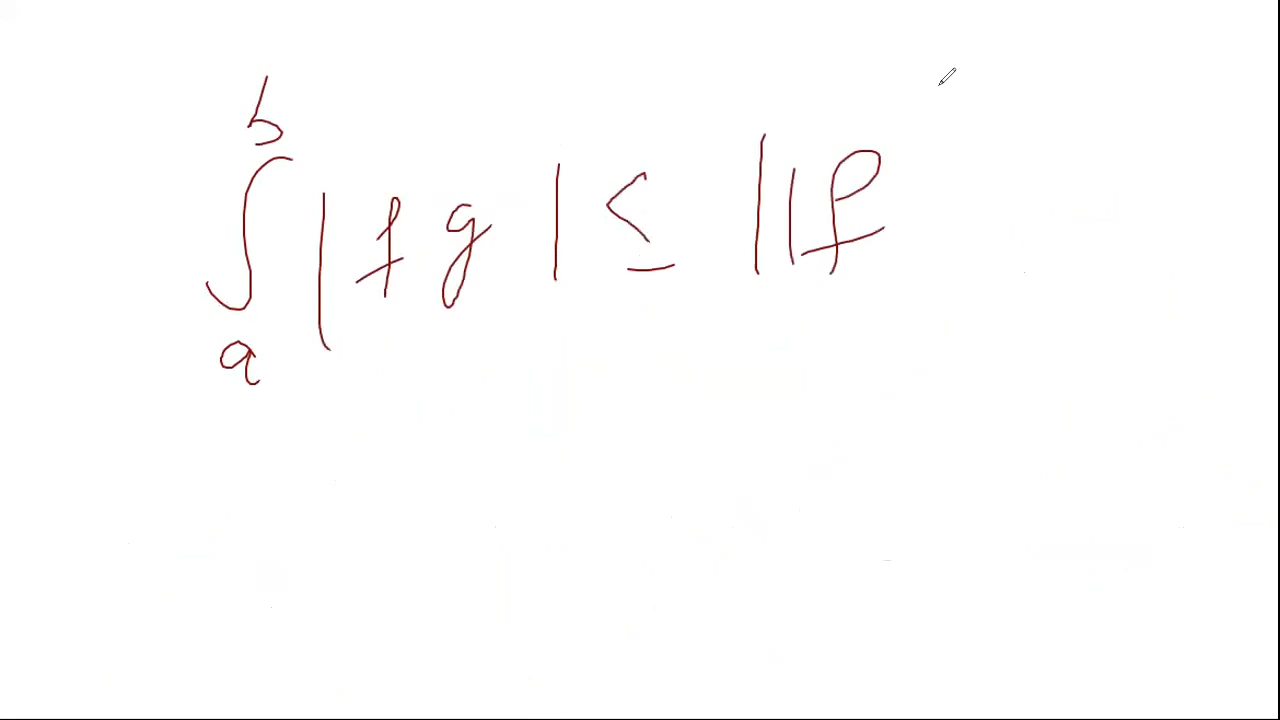 ∫_a^b |fg| ≤ ||f